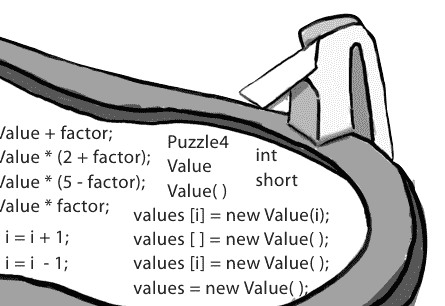 Value + factor;
Value * (2 + factor);
Value * (5 - factor);
Value * factor;
i = i + 1;
i = i - 1;
Puzzle4
Value
Value( )
int
short
values [i] = new Value(i);
values [ ] = new Value( );
values [i] = new Value( );
values = new Value( );